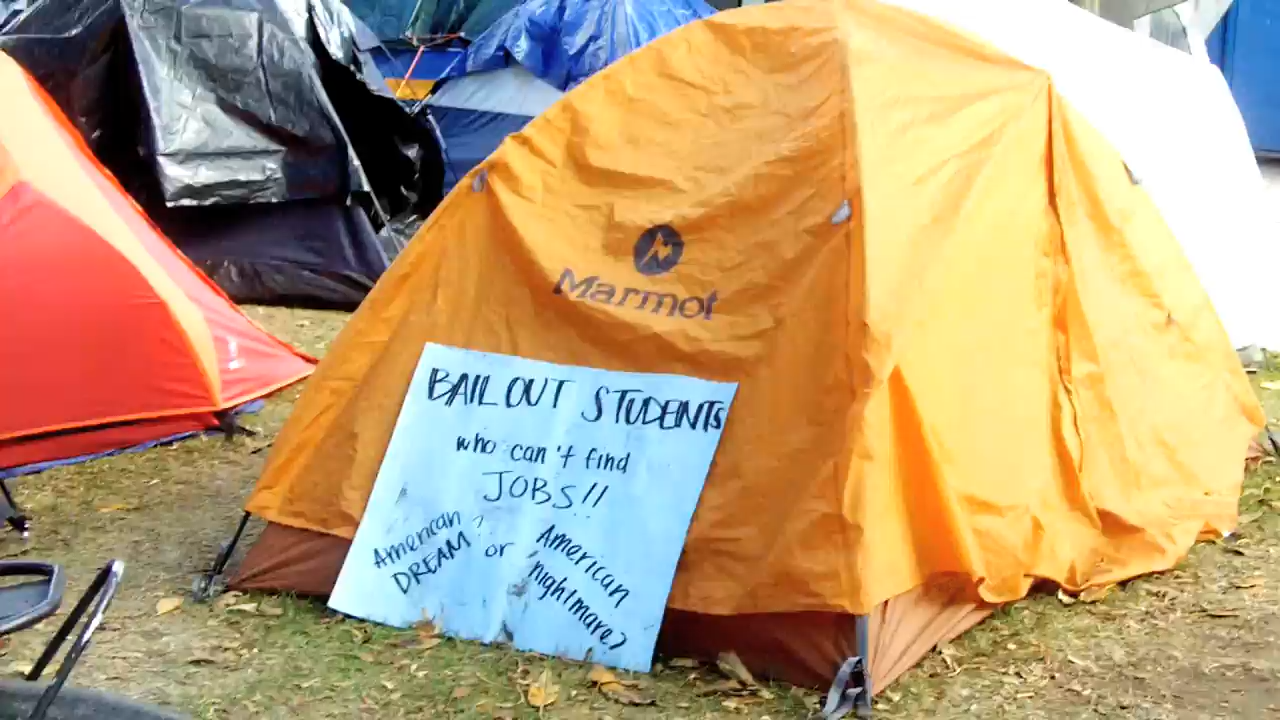 Marmot
BAIL OUT STUDENTS
who can't find
JOBS!!
American
DREAM?
or
American
nightmare?